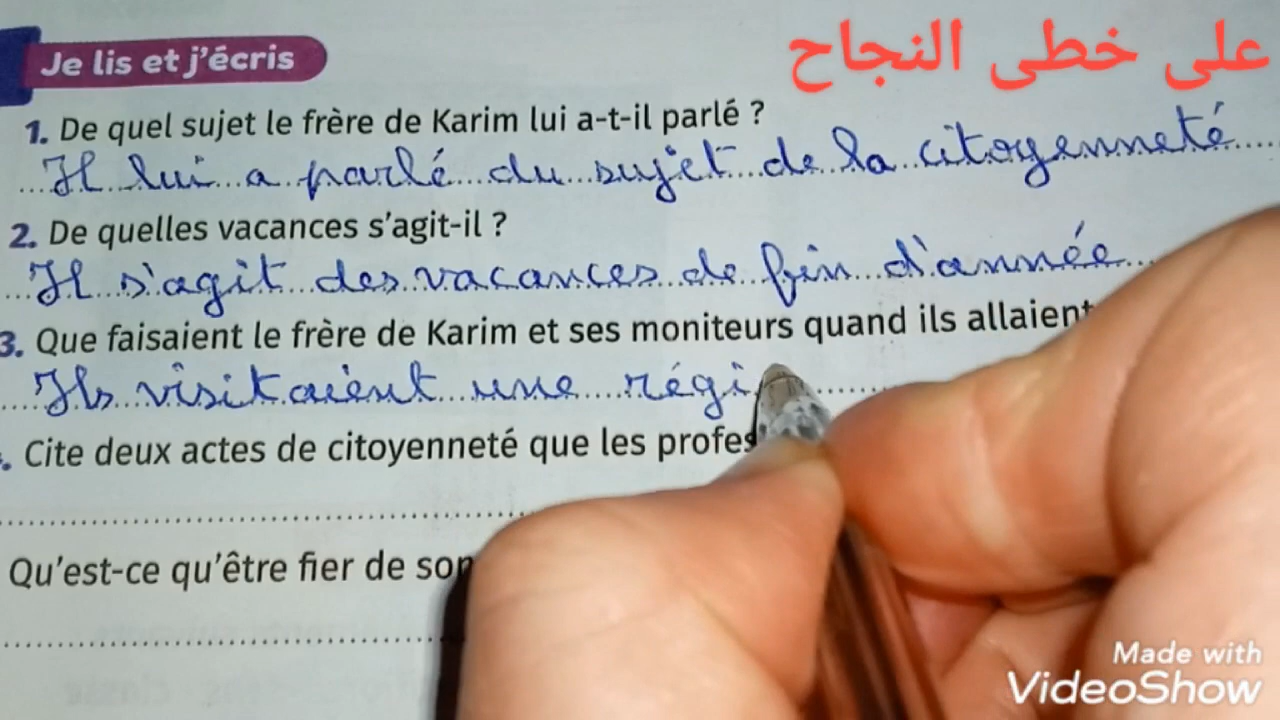 على خطى النجاح
Je lis et j'écris
1. De quel sujet le frère de Karim lui a-t-il parlé ?
Il lui a parlé du sujet de la citoyenneté
2. De quelles vacances s'agit-il ?
Il s'agit des vacances de fin d'année
3. Que faisaient le frère de Karim et ses moniteurs quand ils allaient
Ils visitaient une régi
. Cite deux actes de citoyenneté que les profes
Qu'est-ce qu'être fier de son
Made with
VideoShow